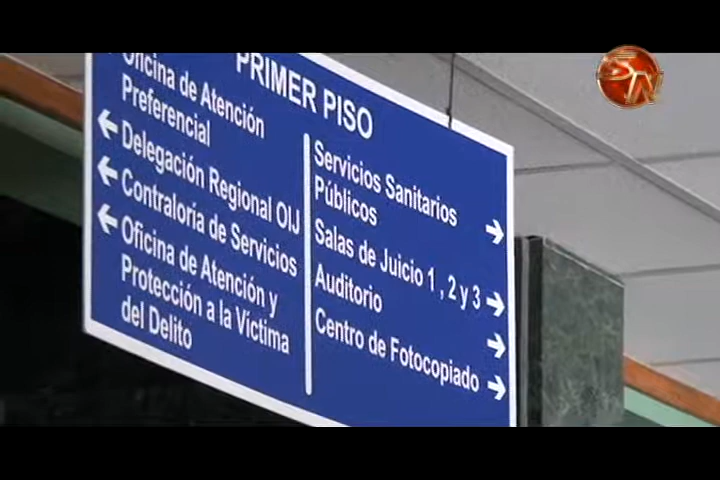 PRIMER PISO
Oficina de Atención
Preferencial
Delegación Regional OIJ
Contraloría de Servicios
Oficina de Atención y
Protección a la Víctima
del Delito
Servicios Sanitarios
Públicos
Salas de Juicio 1, 2 y 3
Auditorio
Centro de Fotocopiado